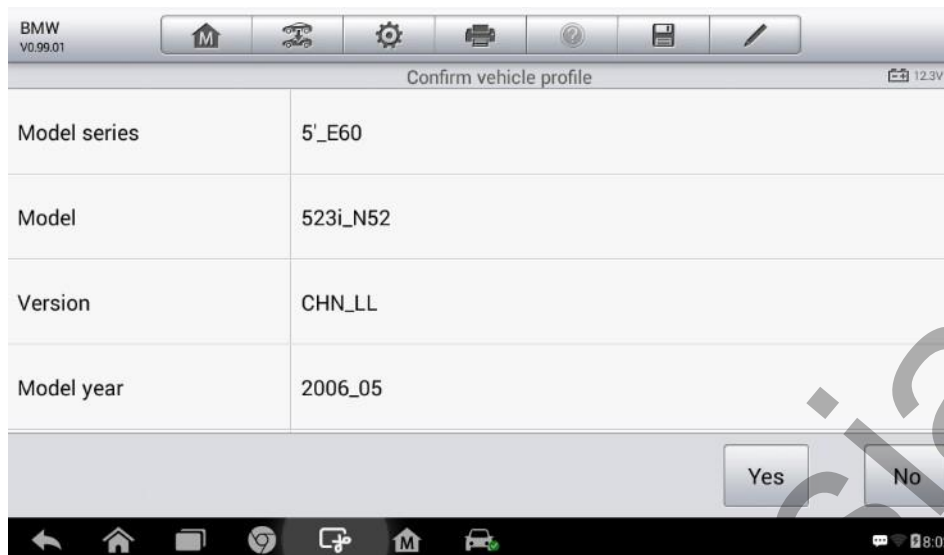 BMW
V0.99.01
M
Confirm vehicle profile
12.3V
Model series 5'_E60
Model 523i_N52
Version CHN_LL
Model year 2006_05
Yes No
M